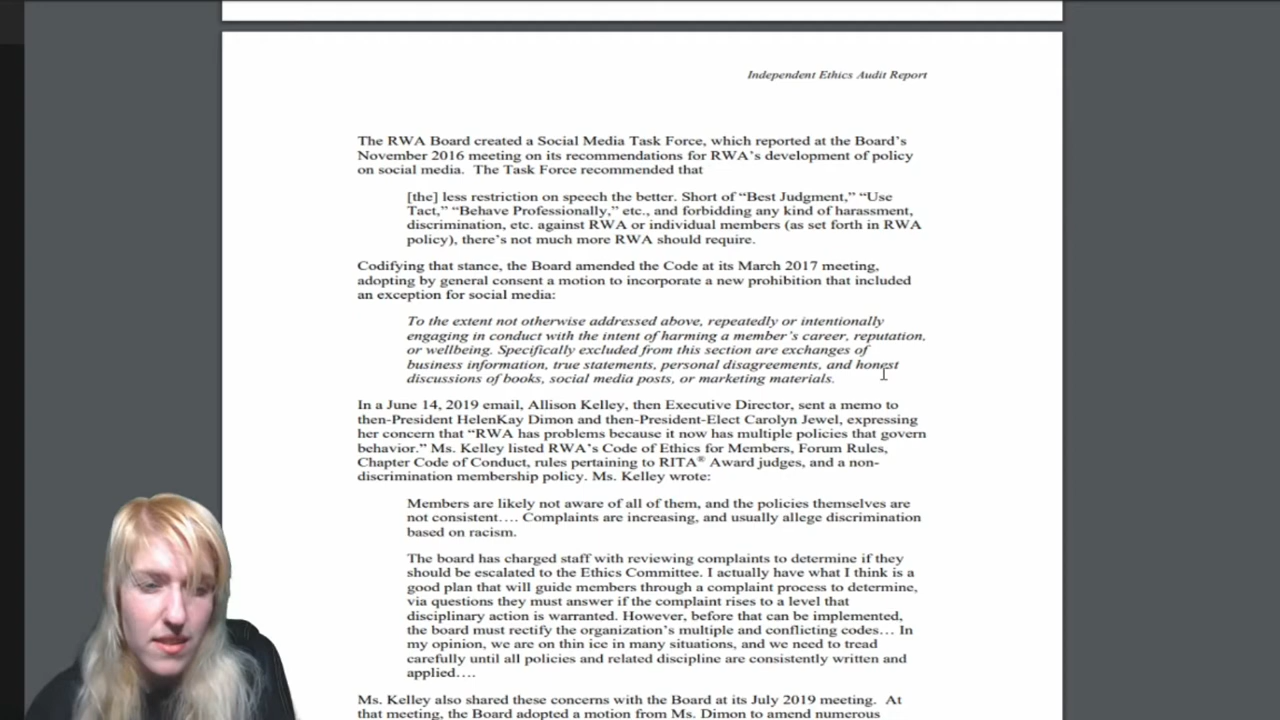 Independent Ethics Audit Report
The RWA Board created a Social Media Task Force, which reported at the Board's
November 2016 meeting on its recommendations for RWA's development of policy
on social media. The Task Force recommended that
[the] less restriction on speech the better. Short of “Best Judgment,” “Use
Tact,” “Behave Professionally,” etc., and forbidding any kind of harassment,
discrimination, etc. against RWA or individual members (as set forth in RWA
policy), there's not much more RWA should require.
Codifying that stance, the Board amended the Code at its March 2017 meeting,
adopting by general consent a motion to incorporate a new prohibition that included
an exception for social media:
To the extent not otherwise addressed above, repeatedly or intentionally
engaging in conduct with the intent of harming a member's career, reputation,
or wellbeing. Specifically excluded from this section are exchanges of
business information, true statements, personal disagreements, and honest
discussions of books, social media posts, or marketing materials.
In a June 14, 2019 email, Allison Kelley, then Executive Director, sent a memo to
then-President HelenKay Dimon and then-President-Elect Carolyn Jewel, expressing
her concern that “RWA has problems because it now has multiple policies that govern
behavior.” Ms. Kelley listed RWA's Code of Ethics for Members, Forum Rules,
Chapter Code of Conduct, rules pertaining to RITA® Award judges, and a non-
discrimination membership policy. Ms. Kelley wrote:
Members are likely not aware of all of them, and the policies themselves are
not consistent…. Complaints are increasing, and usually allege discrimination
based on racism.
The board has charged staff with reviewing complaints to determine if they
should be escalated to the Ethics Committee. I actually have what I think is a
good plan that will guide members through a complaint process to determine,
via questions they must answer if the complaint rises to a level that
disciplinary action is warranted. However, before that can be implemented,
the board must rectify the organization's multiple and conflicting codes… In
my opinion, we are on thin ice in many situations, and we need to tread
carefully until all policies and related discipline are consistently written and
applied….
Ms. Kelley also shared these concerns with the Board at its July 2019 meeting. At
that meeting, the Board adopted a motion from Ms. Dimon to amend numerous